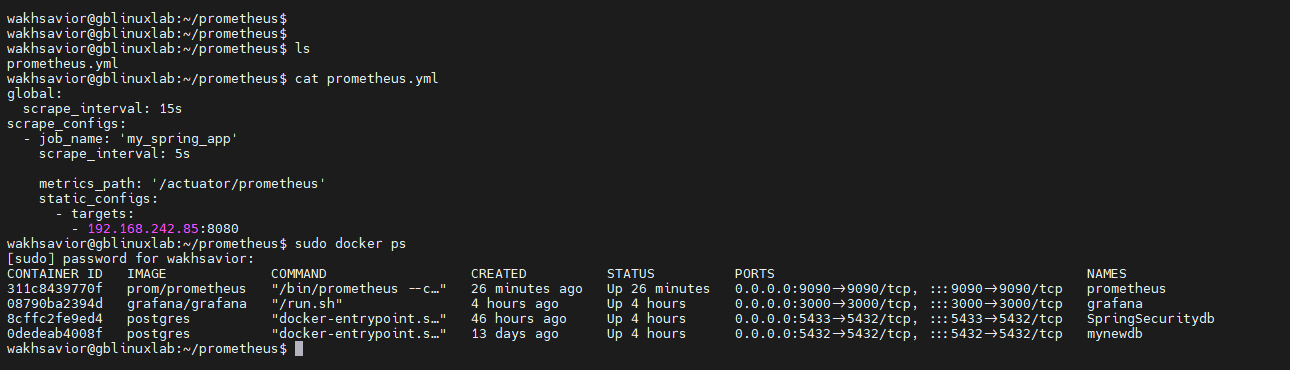 wakhsavior@gblinuxlab:~/prometheus$
wakhsavior@gblinuxlab:~/prometheus$
wakhsavior@gblinuxlab:~/prometheus$ ls
prometheus.yml
wakhsavior@gblinuxlab:~/prometheus$ cat prometheus.yml
global:
  scrape_interval: 15s
scrape_configs:
  - job_name: 'my_spring_app'
    scrape_interval: 5s

    metrics_path: '/actuator/prometheus'
    static_configs:
      - targets:
        - 192.168.242.85:8080
wakhsavior@gblinuxlab:~/prometheus$ sudo docker ps
[sudo] password for wakhsavior:
CONTAINER ID   IMAGE             COMMAND                  CREATED          STATUS          PORTS                                       NAMES
311c8439770f   prom/prometheus   "/bin/prometheus --c…"   26 minutes ago   Up 26 minutes   0.0.0.0:9090->9090/tcp, :::9090->9090/tcp   prometheus
08790ba2394d   grafana/grafana   "/run.sh"                4 hours ago      Up 4 hours      0.0.0.0:3000->3000/tcp, :::3000->3000/tcp   grafana
8cffc2fe9ed4   postgres          "docker-entrypoint.s…"   46 hours ago     Up 4 hours      0.0.0.0:5433->5432/tcp, :::5433->5432/tcp   SpringSecuritydb
0dedeab4008f   postgres          "docker-entrypoint.s…"   13 days ago      Up 4 hours      0.0.0.0:5432->5432/tcp, :::5432->5432/tcp   mynewdb
wakhsavior@gblinuxlab:~/prometheus$